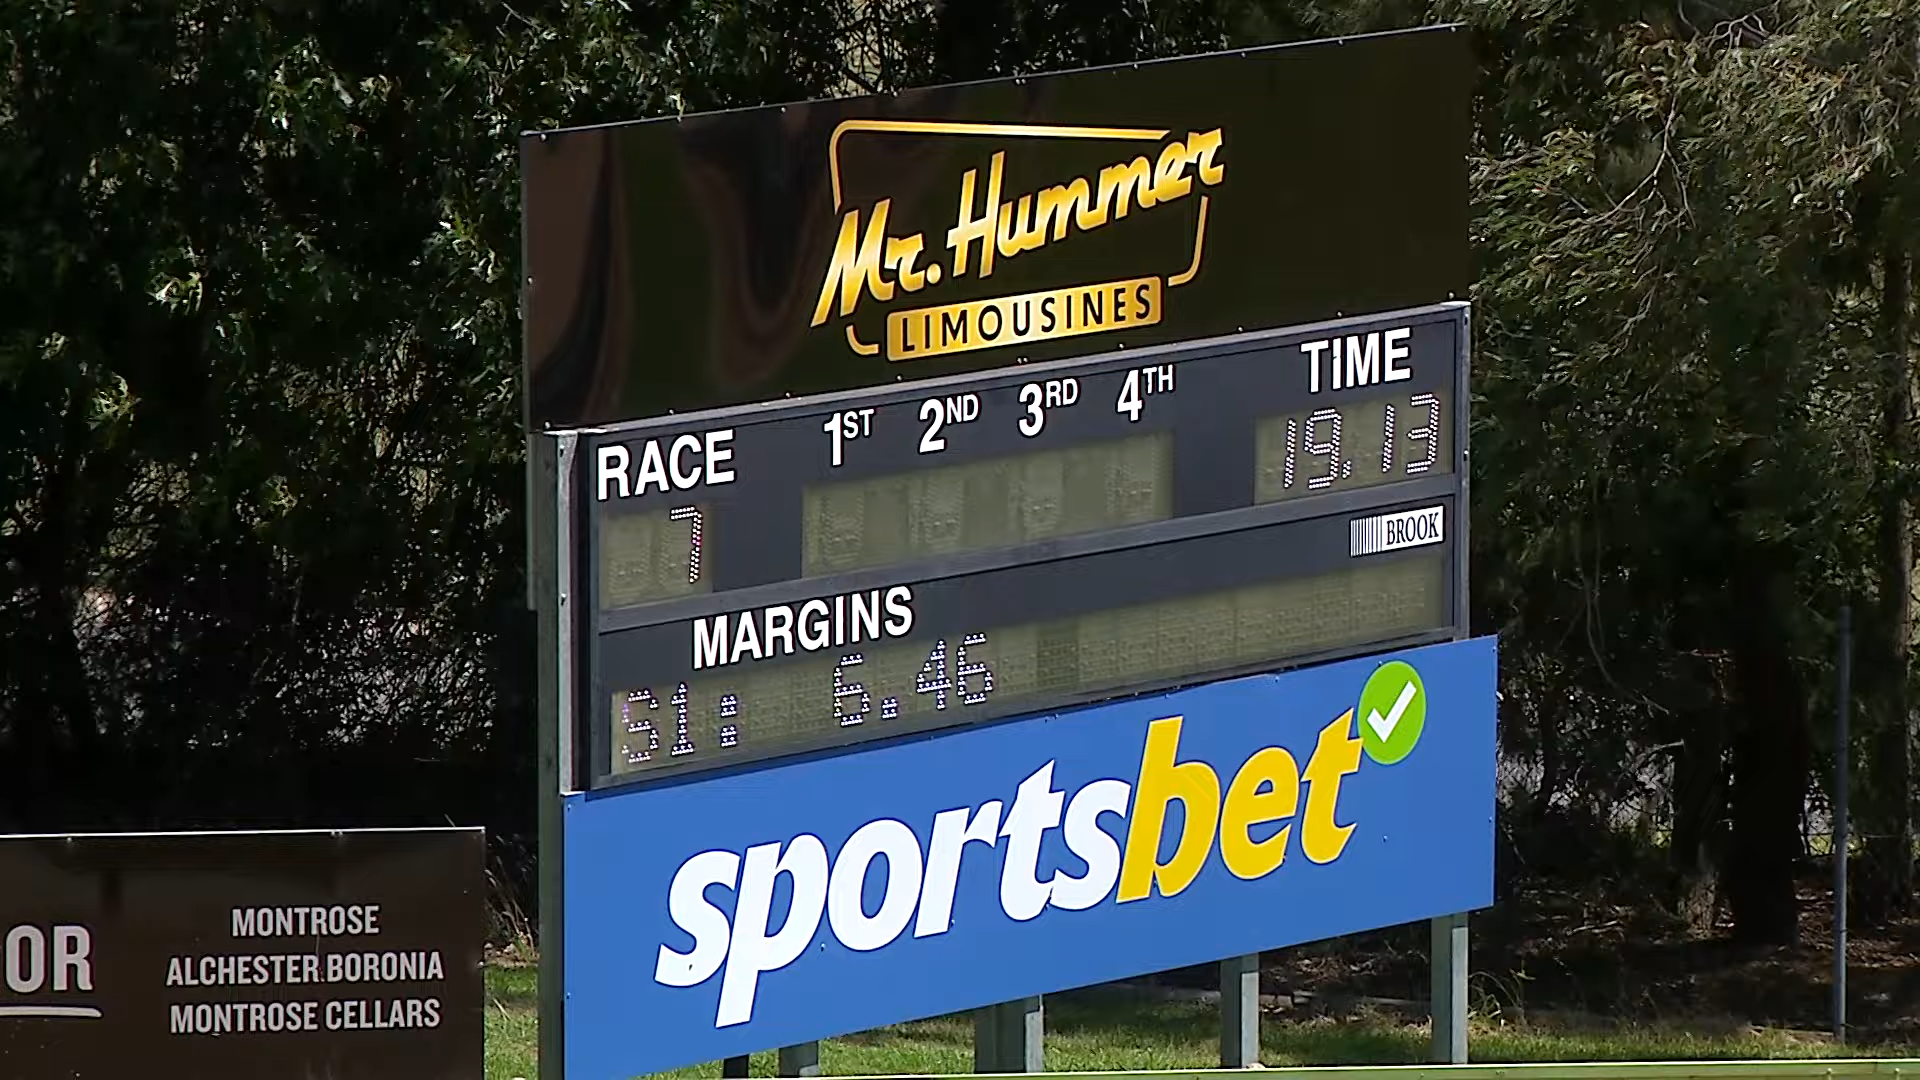 Mr. Hummer
LIMOUSINES
RACE 1ST 2ND 3RD 4TH TIME
7 19.13
BROOK
MARGINS
S1: 6.46
sportsbet
OR
MONTROSE
ALCHESTER BORONIA
MONTROSE CELLARS